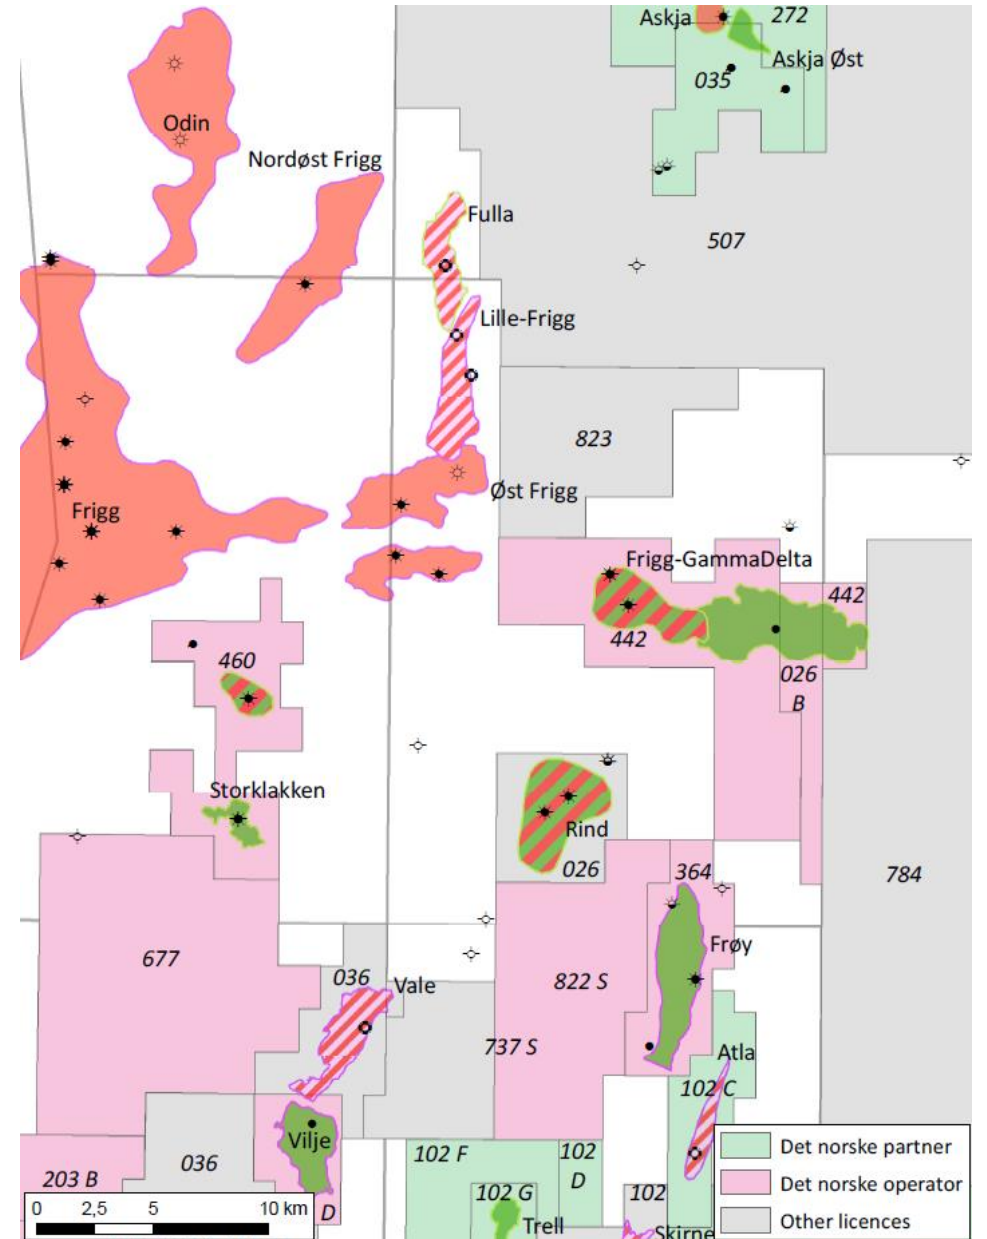 Askja
272
Askja Øst
035
Odin
Nordøst Frigg
Fulla
507
Lille-Frigg
823
Øst Frigg
Frigg
Frigg-GammaDelta
442
442
460
026
B
Storklakken
Rind
026
364
784
677
Frøy
036
Vale
822 S
737 S
Atla
102 C
Vilje
036
102 F
102
D
203 B
102 G
102
D
Trell
Skirne
Det norske partner
Det norske operator
Other licences
0 2,5 5 10 km